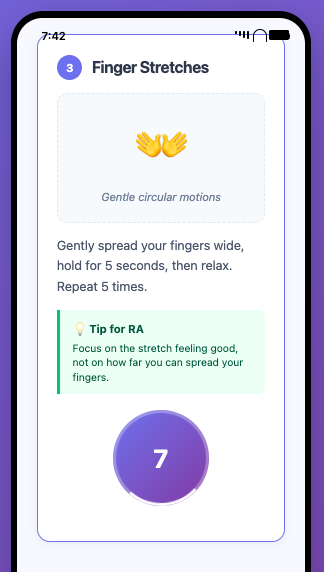 7:42
3 Finger Stretches
Gentle circular motions
Gently spread your fingers wide,
hold for 5 seconds, then relax.
Repeat 5 times.
💡 Tip for RA
Focus on the stretch feeling good,
not on how far you can spread your
fingers.
7